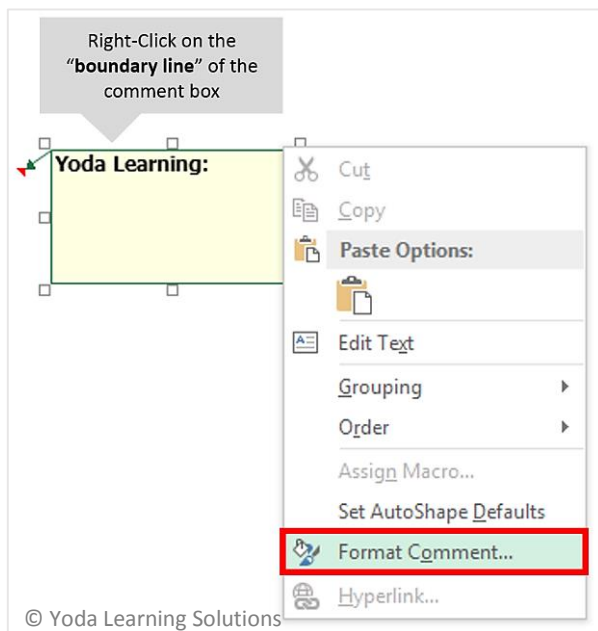 Right-Click on the
“boundary line” of the
comment box
Yoda Learning:
Cut
Copy
Paste Options:
Edit Text
Grouping
Order
Assign Macro...
Set AutoShape Defaults
Format Comment...
Hyperlink...
© Yoda Learning Solutions